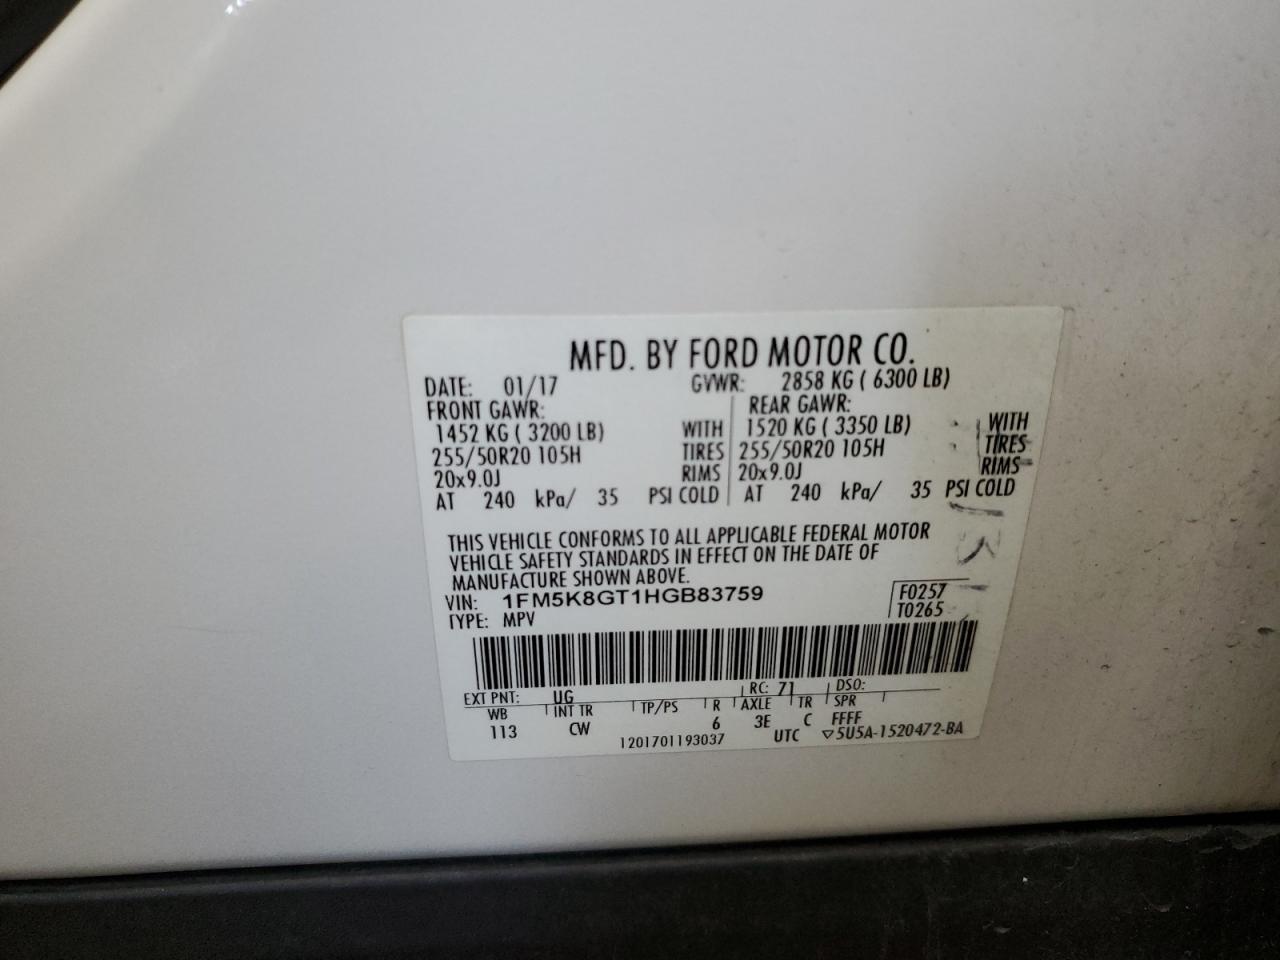 MFD. BY FORD MOTOR CO.
DATE: 01/17 GVWR: 2858 KG ( 6300 LB)
FRONT GAWR: REAR GAWR:
1452 KG ( 3200 LB) WITH 1520 KG ( 3350 LB) WITH
255/50R20 105H TIRES 255/50R20 105H TIRES
20x9.0J RIMS 20x9.0J RIMS
AT 240 kPa/ 35 PSI COLD AT 240 kPa/ 35 PSI COLD
THIS VEHICLE CONFORMS TO ALL APPLICABLE FEDERAL MOTOR
VEHICLE SAFETY STANDARDS IN EFFECT ON THE DATE OF
MANUFACTURE SHOWN ABOVE.
VIN: 1FM5K8GT1HGB83759 F0257
TYPE: MPV T0265
EXT PNT: UG RC: 71 DSO:
WB INT TR TP/PS R AXLE TR SPR
113 CW 6 3E C FFFF
1201701193037 UTC ▽5U5A-1520472-BA